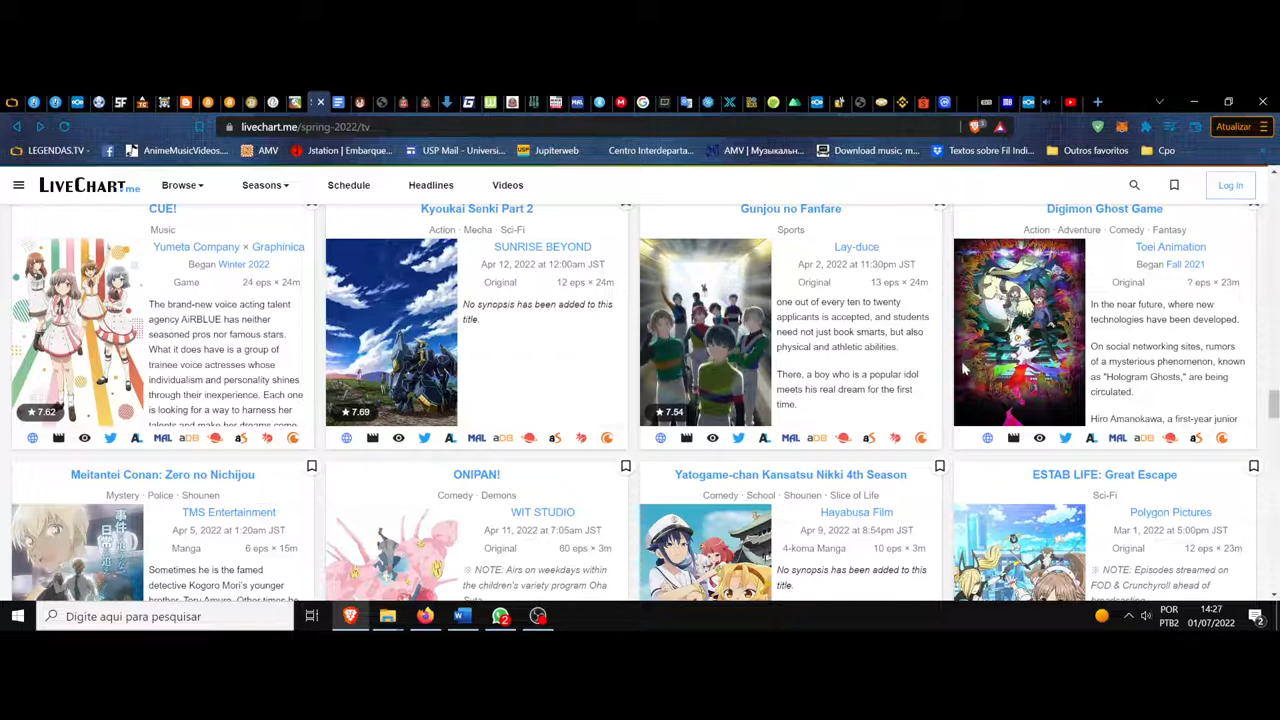 livechart.me/spring-2022/tv
Atualizar
LEGENDAS.TV
AnimeMusicVideos...
AMV
Jstation | Embarque...
USP Mail - Universi...
Jupiterweb
Centro Interdeparta...
AMV | Музыкальн...
Download music, m...
Textos sobre Fil Indi...
Outros favoritos
Cpo
LIVECHART.me
Browse
Seasons
Schedule
Headlines
Videos
Log In
CUE!
Music
Yumeta Company × Graphinica
Began Winter 2022
Game
24 eps × 24m
The brand-new voice acting talent
agency AiRBLUE has neither
seasoned pros nor famous stars.
What it does have is a group of
trainee voice actresses whose
individualism and personality shines
through their inexperience. Each one
is looking for a way to harness her
talents and make her dreams come
★ 7.62
Kyoukai Senki Part 2
Action · Mecha · Sci-Fi
SUNRISE BEYOND
Apr 12, 2022 at 12:00am JST
Original
12 eps × 24m
No synopsis has been added to this
title.
★ 7.69
Gunjou no Fanfare
Sports
Lay-duce
Apr 2, 2022 at 11:30pm JST
Original
13 eps × 24m
one out of every ten to twenty
applicants is accepted, and students
need not just book smarts, but also
physical and athletic abilities.
There, a boy who is a popular idol
meets his real dream for the first
time.
★ 7.54
Digimon Ghost Game
Action · Adventure · Comedy · Fantasy
Toei Animation
Began Fall 2021
Original
? eps × 23m
In the near future, where new
technologies have been developed.
On social networking sites, rumors
of a mysterious phenomenon, known
as "Hologram Ghosts," are being
circulated.
Hiro Amanokawa, a first-year junior
Meitantei Conan: Zero no Nichijou
Mystery · Police · Shounen
TMS Entertainment
Apr 5, 2022 at 1:20am JST
Manga
6 eps × 15m
Sometimes he is the famed
detective Kogoro Mori's younger
brother, Toru Amuro. Other times he
ONIPAN!
Comedy · Demons
WIT STUDIO
Apr 11, 2022 at 7:05am JST
Original
60 eps × 3m
※ NOTE: Airs on weekdays within
the children's variety program Oha
Suta.
Yatogame-chan Kansatsu Nikki 4th Season
Comedy · School · Shounen · Slice of Life
Hayabusa Film
Apr 9, 2022 at 8:54pm JST
4-koma Manga
10 eps × 3m
No synopsis has been added to this
title.
ESTAB LIFE: Great Escape
Sci-Fi
Polygon Pictures
Mar 1, 2022 at 5:00pm JST
Original
12 eps × 23m
※ NOTE: Episodes streamed on
FOD & Crunchyroll ahead of
broadcasting.
Digite aqui para pesquisar
POR
PTB2
14:27
01/07/2022